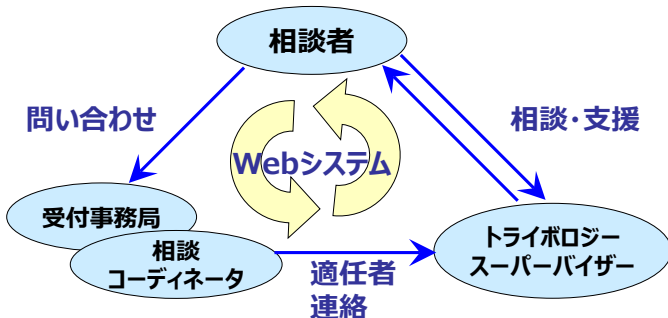 相談者
問い合わせ
相談・支援
Webシステム
受付事務局
相談
コーディネータ
適任者
連絡
トライボロジー
スーパーバイザー